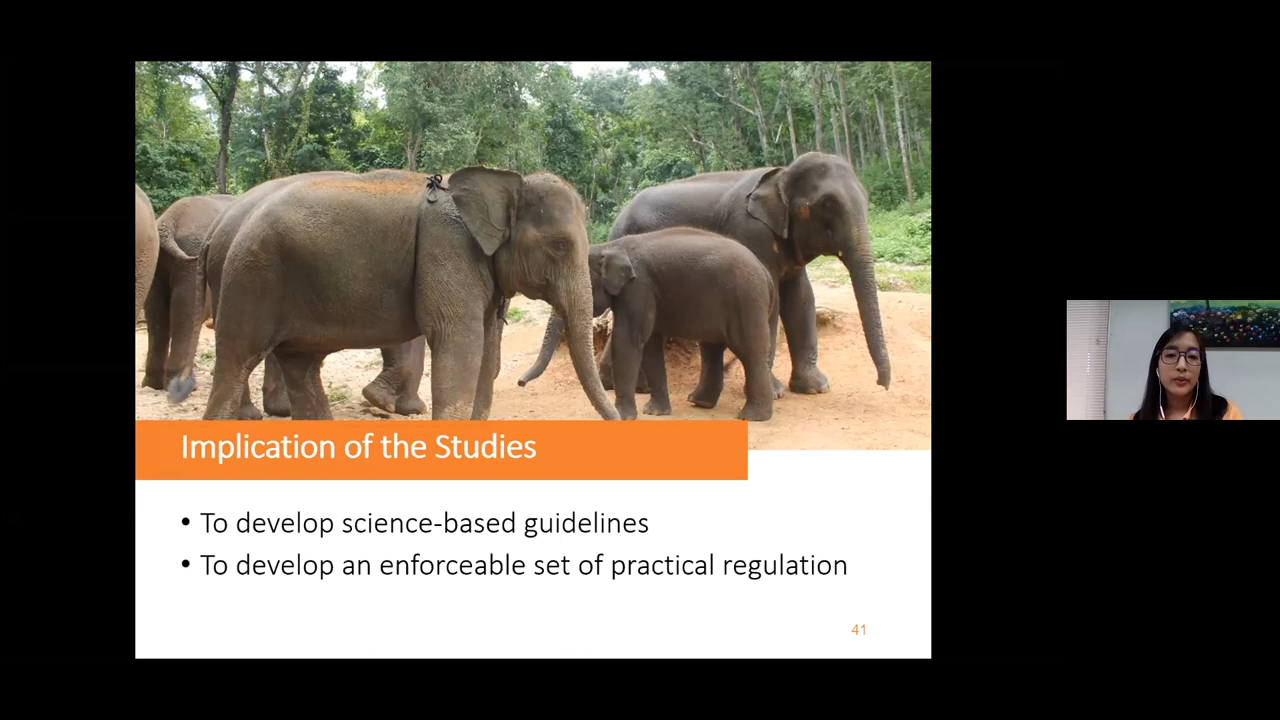 Implication of the Studies
• To develop science-based guidelines
• To develop an enforceable set of practical regulation
41